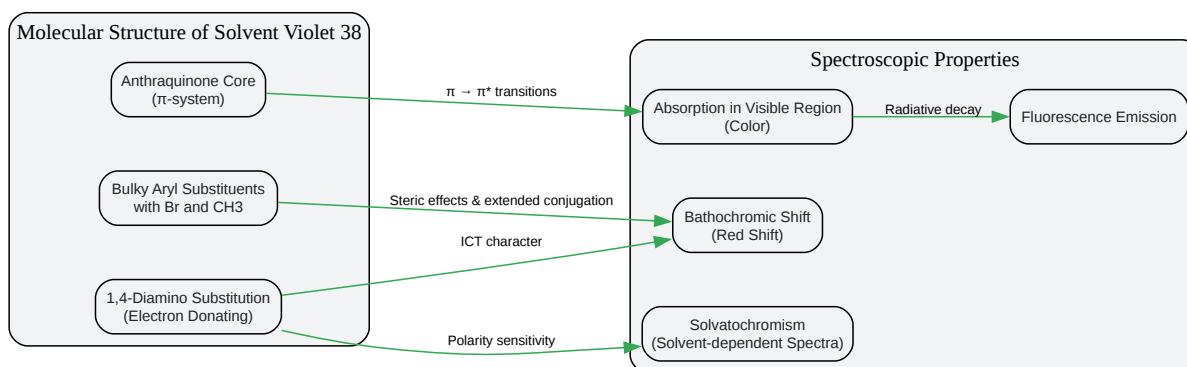 Molecular Structure of Solvent Violet 38
Anthraquinone Core
(π-system)
Bulky Aryl Substituents
with Br and CH3
1,4-Diamino Substitution
(Electron Donating)
π → π* transitions
Steric effects & extended conjugation
ICT character
Polarity sensitivity
Spectroscopic Properties
Absorption in Visible Region
(Color)
Radiative decay
Fluorescence Emission
Bathochromic Shift
(Red Shift)
Solvatochromism
(Solvent-dependent Spectra)